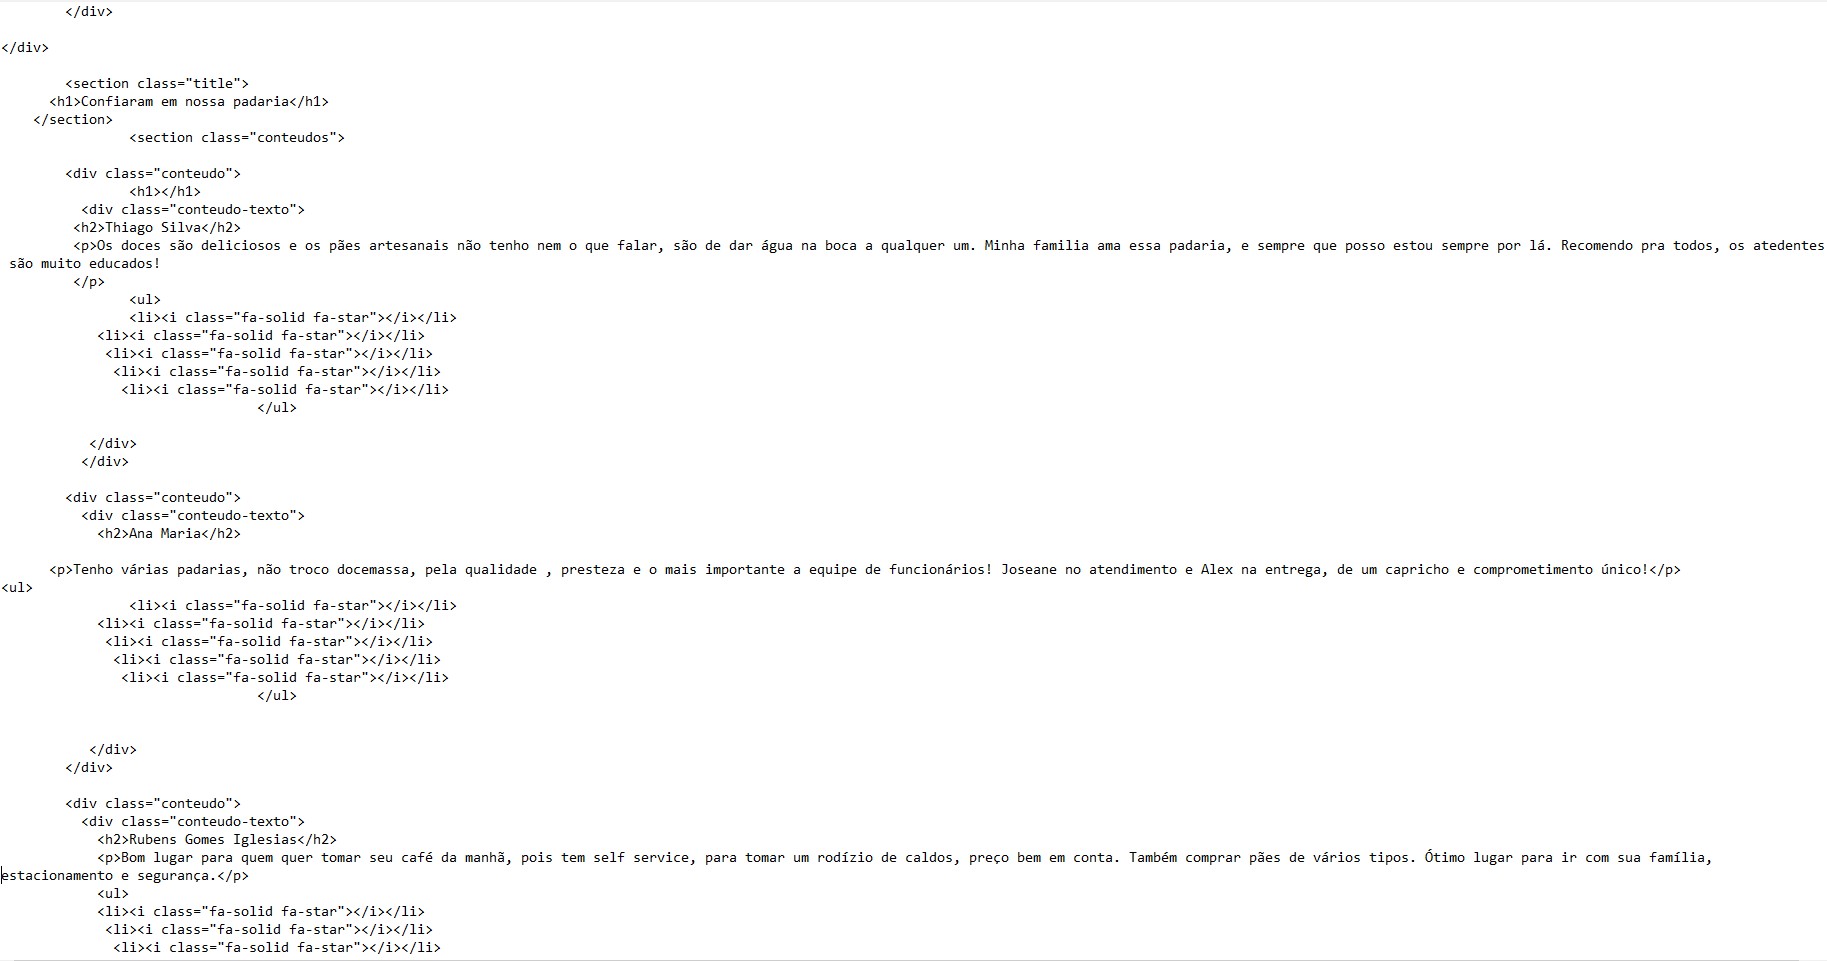 </div>
</div>
<section class="title">
<h1>Confiaram em nossa padaria</h1>
</section>
<section class="conteudos">
<div class="conteudo">
<h1></h1>
<div class="conteudo-texto">
<h2>Thiago Silva</h2>
<p>Os doces são deliciosos e os pães artesanais não tenho nem o que falar, são de dar água na boca a qualquer um. Minha familia ama essa padaria, e sempre que posso estou sempre por lá. Recomendo pra todos, os atedentes
são muito educados!
</p>
<ul>
<li><i class="fa-solid fa-star"></i></li>
<li><i class="fa-solid fa-star"></i></li>
<li><i class="fa-solid fa-star"></i></li>
<li><i class="fa-solid fa-star"></i></li>
<li><i class="fa-solid fa-star"></i></li>
</ul>
</div>
</div>
<div class="conteudo">
<div class="conteudo-texto">
<h2>Ana Maria</h2>
<p>Tenho várias padarias, não troco docemassa, pela qualidade , presteza e o mais importante a equipe de funcionários! Joseane no atendimento e Alex na entrega, de um capricho e comprometimento único!</p>
<ul>
<li><i class="fa-solid fa-star"></i></li>
<li><i class="fa-solid fa-star"></i></li>
<li><i class="fa-solid fa-star"></i></li>
<li><i class="fa-solid fa-star"></i></li>
<li><i class="fa-solid fa-star"></i></li>
</ul>
</div>
</div>
<div class="conteudo">
<div class="conteudo-texto">
<h2>Rubens Gomes Iglesias</h2>
<p>Bom lugar para quem quer tomar seu café da manhã, pois tem self service, para tomar um rodízio de caldos, preço bem em conta. Também comprar pães de vários tipos. Ótimo lugar para ir com sua família,
estacionamento e segurança.</p>
<ul>
<li><i class="fa-solid fa-star"></i></li>
<li><i class="fa-solid fa-star"></i></li>
<li><i class="fa-solid fa-star"></i></li>